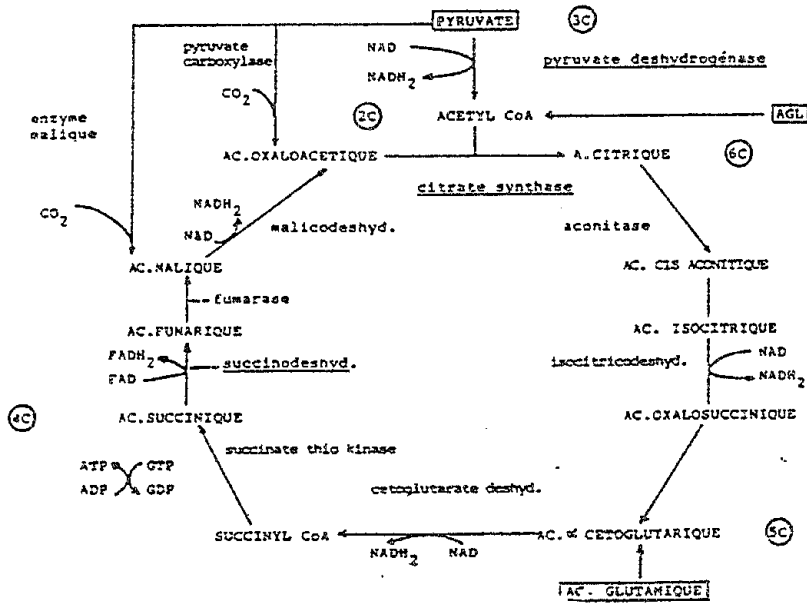 PYRUVATE 3C
pyruvate
carboxylase
NAD
NADH2
pyruvate deshydrogénase
CO2
enzyme
malique
2C ACETYL CoA AGL
AC.OXALOACETIQUE A.CITRIQUE 6C
citrate synthase
NADH2
NAD malicodeshyd.
aconitase
CO2
AC.MALIQUE AC. CIS ACONITIQUE
fumarase
AC.FUMARIQUE AC. ISOCITRIQUE
FADH2
FAD
succinodeshyd.
isocitricodeshyd.
NAD
NADH2
4C AC.SUCCINIQUE AC.OXALOSUCCINIQUE
succinate thio kinase
ATP GTP
ADP GDP
cetoglutarate deshyd.
SUCCINYL CoA AC.∝ CETOGLUTARIQUE 5C
NADH2 NAD
AC. GLUTAMIQUE